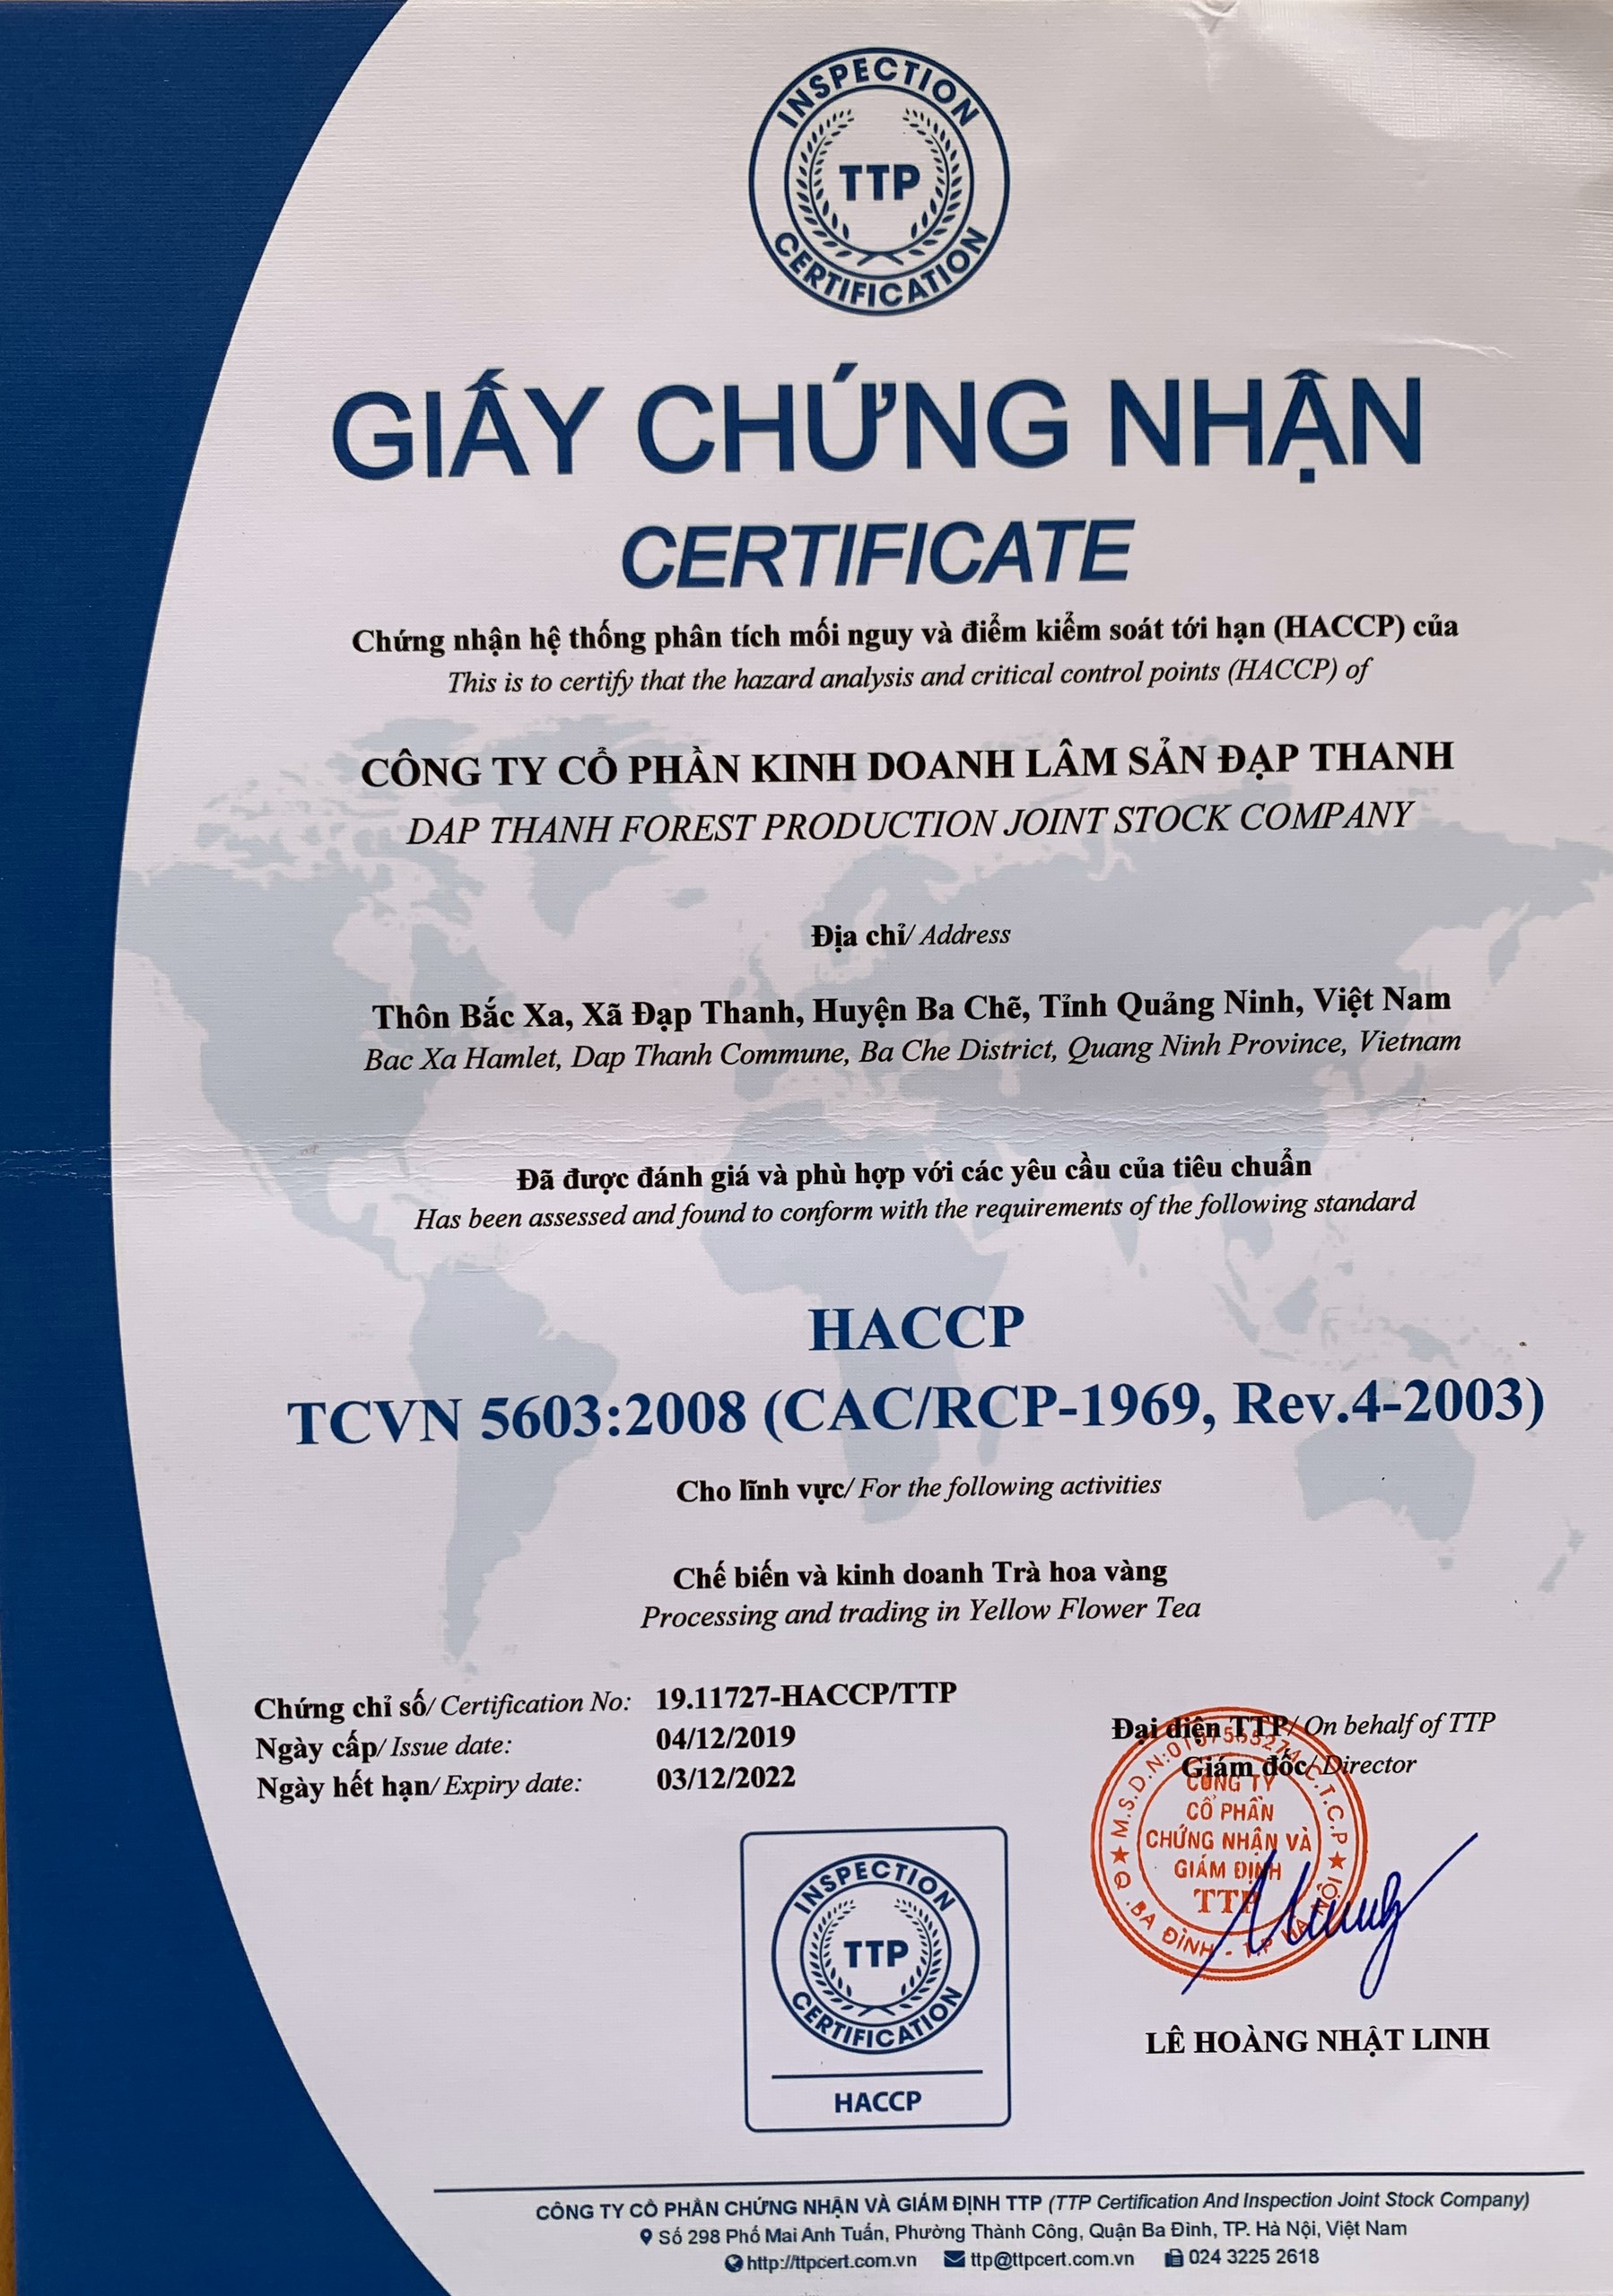 INSPECTION
TTP
CERTIFICATION
GIẤY CHỨNG NHẬN
CERTIFICATE
Chứng nhận hệ thống phân tích mối nguy và điểm kiểm soát tới hạn (HACCP) của
This is to certify that the hazard analysis and critical control points (HACCP) of
CÔNG TY CỔ PHẦN KINH DOANH LÂM SẢN ĐẠP THANH
DAP THANH FOREST PRODUCTION JOINT STOCK COMPANY
Địa chỉ/ Address
Thôn Bắc Xa, Xã Đạp Thanh, Huyện Ba Chẽ, Tỉnh Quảng Ninh, Việt Nam
Bac Xa Hamlet, Dap Thanh Commune, Ba Che District, Quang Ninh Province, Vietnam
Đã được đánh giá và phù hợp với các yêu cầu của tiêu chuẩn
Has been assessed and found to conform with the requirements of the following standard
HACCP
TCVN 5603:2008 (CAC/RCP-1969, Rev.4-2003)
Cho lĩnh vực/ For the following activities
Chế biến và kinh doanh Trà hoa vàng
Processing and trading in Yellow Flower Tea
Chứng chỉ số/ Certification No: 19.11727-HACCP/TTP
Ngày cấp/ Issue date: 04/12/2019
Ngày hết hạn/ Expiry date: 03/12/2022
Đại diện TTP/ On behalf of TTP
Giám đốc/ Director
CÔNG TY
CỔ PHẦN
CHỨNG NHẬN VÀ
GIÁM ĐỊNH
TTP
Q.BA ĐÌNH - T.P HÀ NỘI
LÊ HOÀNG NHẬT LINH
INSPECTION
TTP
CERTIFICATION
HACCP
CÔNG TY CỔ PHẦN CHỨNG NHẬN VÀ GIÁM ĐỊNH TTP (TTP Certification And Inspection Joint Stock Company)
Số 298 Phố Mai Anh Tuấn, Phường Thành Công, Quận Ba Đình, TP. Hà Nội, Việt Nam
http://ttpcert.com.vn ttp@ttpcert.com.vn 024 3225 2618